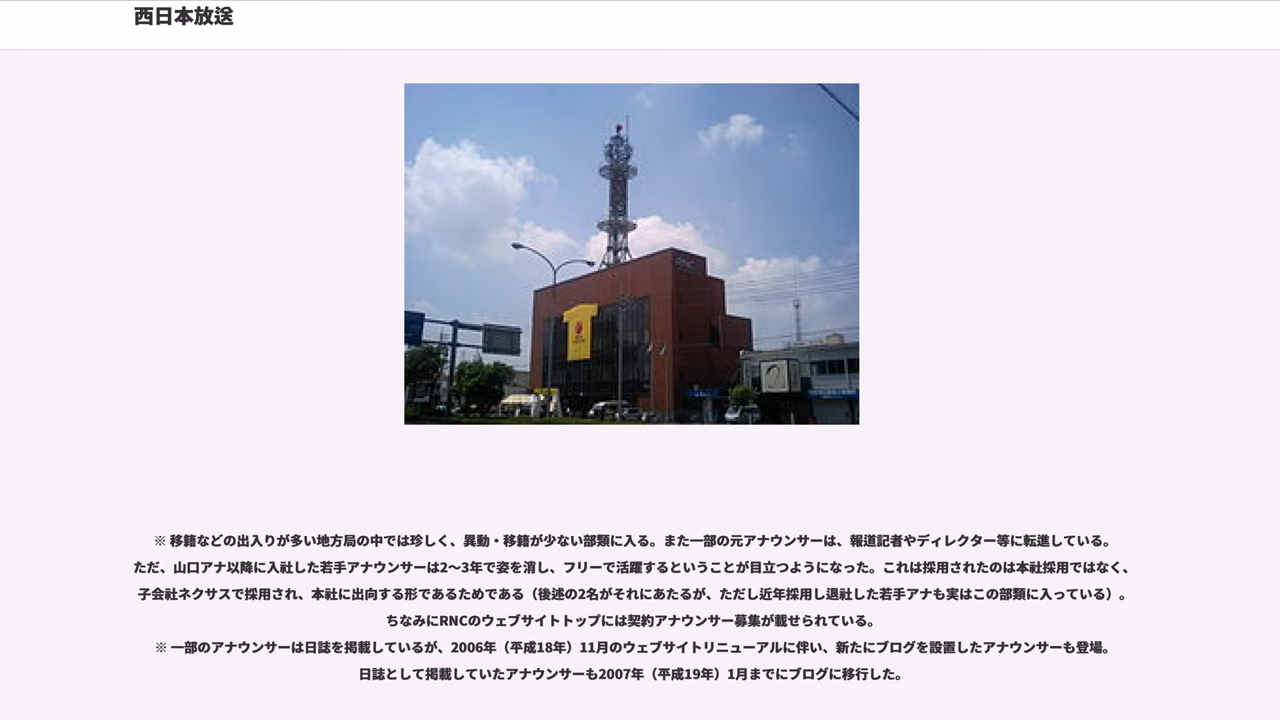 西日本放送
※ 移籍などの出入りが多い地方局の中では珍しく、異動・移籍が少ない部類に入る。また一部の元アナウンサーは、報道記者やディレクター等に転進している。
ただ、山口アナ以降に入社した若手アナウンサーは2〜3年で姿を消し、フリーで活躍するということが目立つようになった。これは採用されたのは本社採用ではなく、
子会社ネクサスで採用され、本社に出向する形であるためである（後述の2名がそれにあたるが、ただし近年採用し退社した若手アナも実はこの部類に入っている）。
ちなみにRNCのウェブサイトトップには契約アナウンサー募集が載せられている。
※ 一部のアナウンサーは日誌を掲載しているが、2006年（平成18年）11月のウェブサイトリニューアルに伴い、新たにブログを設置したアナウンサーも登場。
日誌として掲載していたアナウンサーも2007年（平成19年）1月までにブログに移行した。